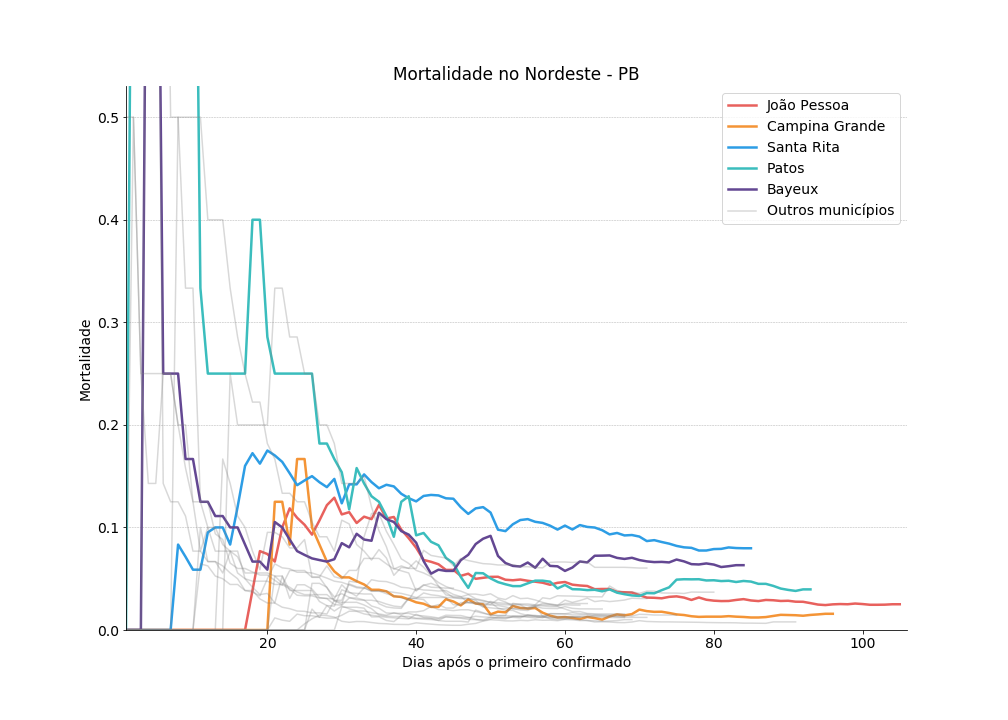 Mortalidade no Nordeste - PB
João Pessoa
Campina Grande
Santa Rita
Patos
Bayeux
Outros municípios
0.5
0.4
0.3
0.2
0.1
0.0
Mortalidade
20
40
60
80
100
Dias após o primeiro confirmado